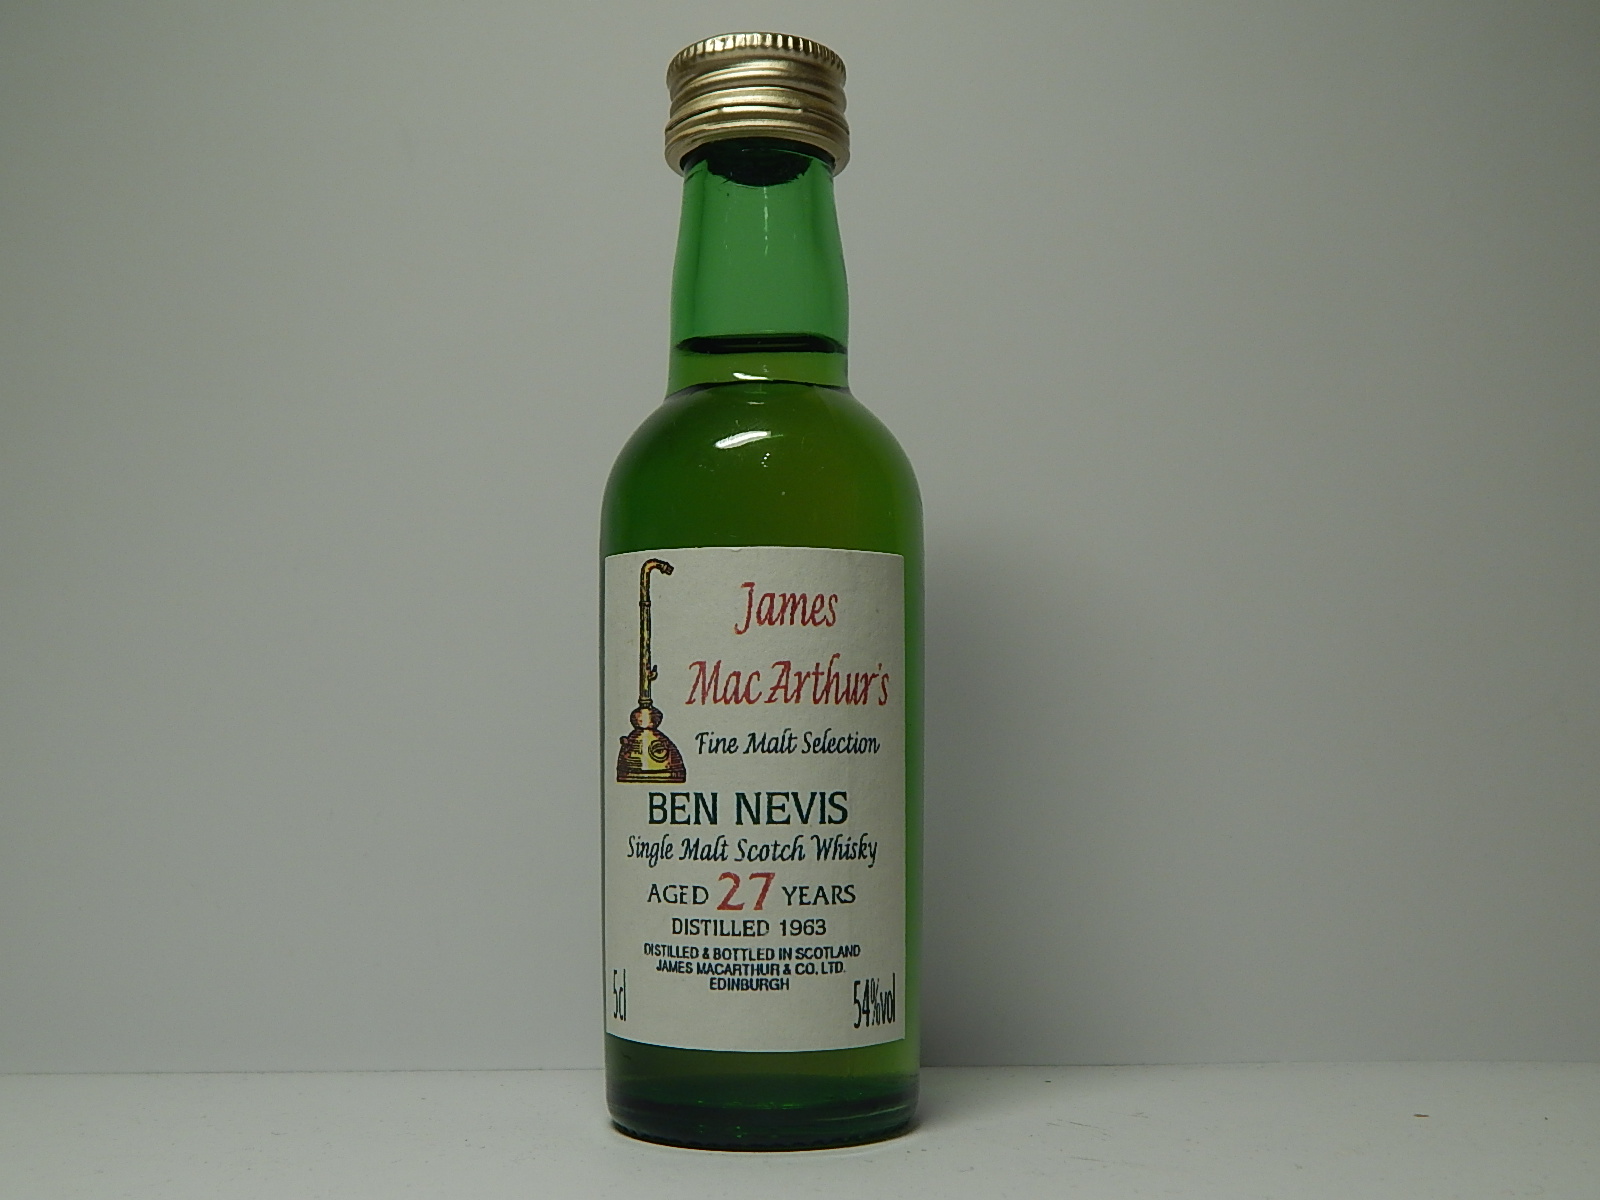 James
MacArthur's
Fine Malt Selection
BEN NEVIS
Single Malt Scotch Whisky
AGED 27 YEARS
DISTILLED 1963
DISTILLED & BOTTLED IN SCOTLAND
JAMES MACARTHUR & CO. LTD.
EDINBURGH
5cl
54%vol